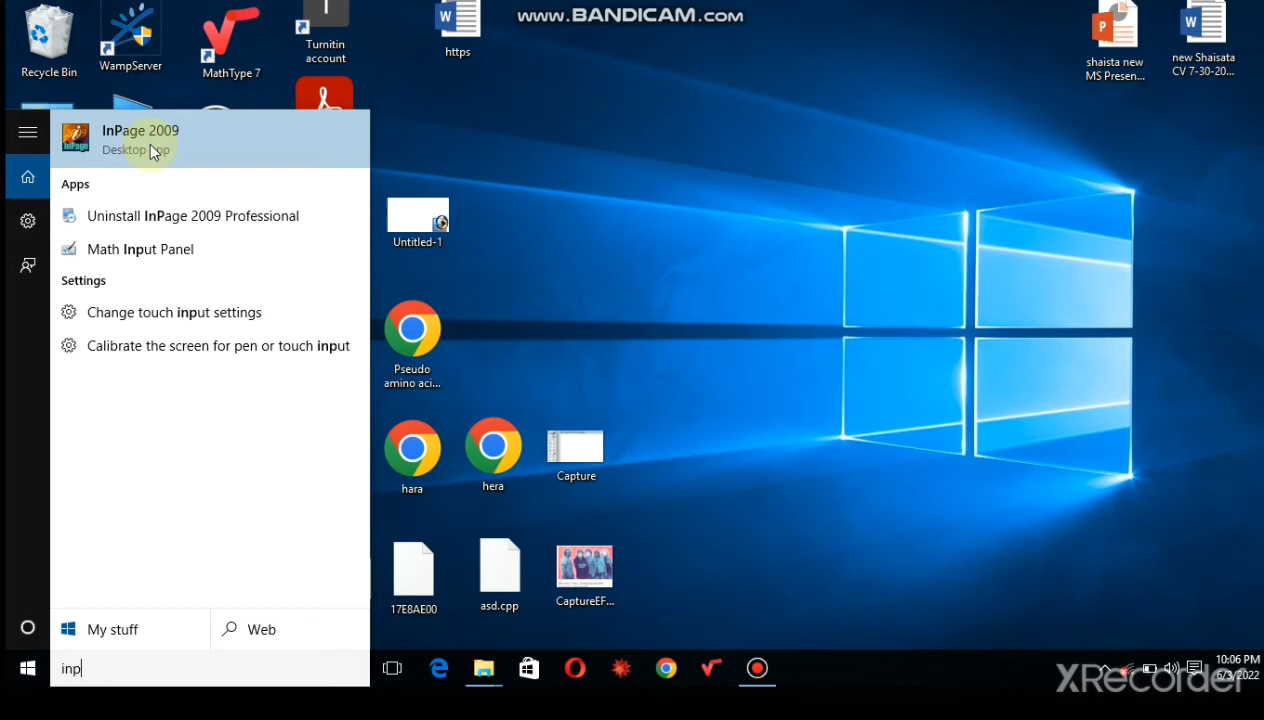 www.BANDICAM.com
Recycle Bin
WampServer
MathType 7
Turnitin
account
https
shaista new
MS Presen...
new Shaisata
CV 7-30-20...
InPage 2009
Desktop app
Apps
Uninstall InPage 2009 Professional
Math Input Panel
Settings
Change touch input settings
Calibrate the screen for pen or touch input
Untitled-1
Pseudo
amino aci...
hara
hera
Capture
17E8AE00
asd.cpp
CaptureEF...
My stuff
Web
inp
10:06 PM
6/3/2022
XRecorder